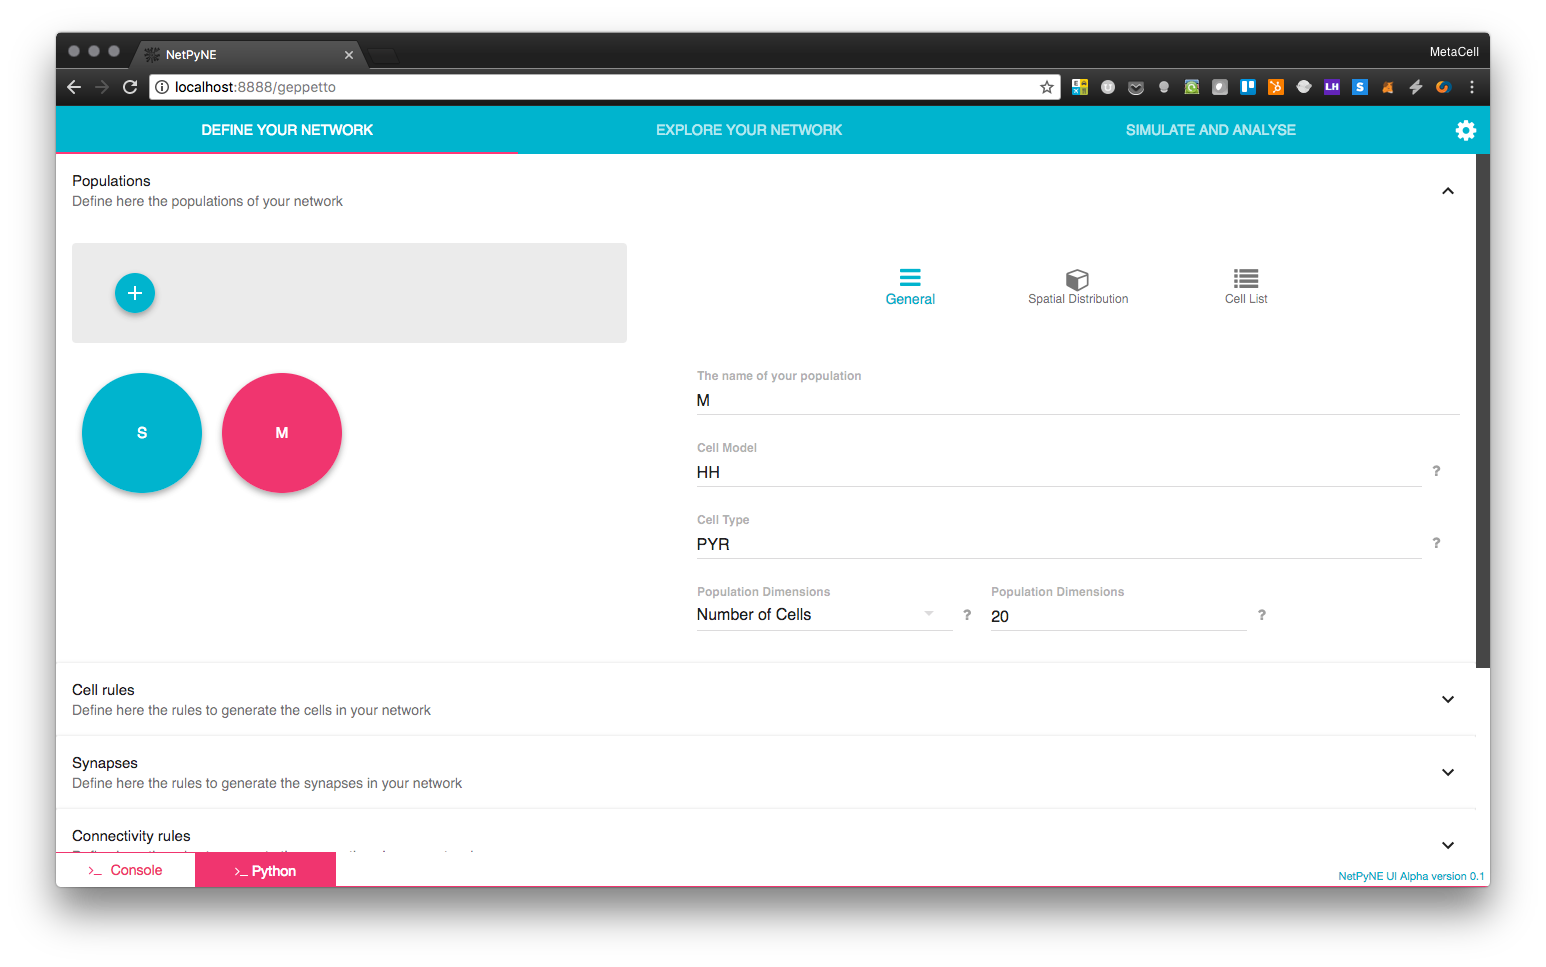 NetPyNE
MetaCell
localhost:8888/geppetto
LH
S
DEFINE YOUR NETWORK
EXPLORE YOUR NETWORK
SIMULATE AND ANALYSE
Populations
Define here the populations of your network
General
Spatial Distribution
Cell List
S
M
The name of your population
M
Cell Model
HH
?
Cell Type
PYR
?
Population Dimensions
Population Dimensions
Number of Cells
?
20
?
Cell rules
Define here the rules to generate the cells in your network
Synapses
Define here the rules to generate the synapses in your network
Connectivity rules
>_ Console
>_ Python
NetPyNE UI Alpha version 0.1